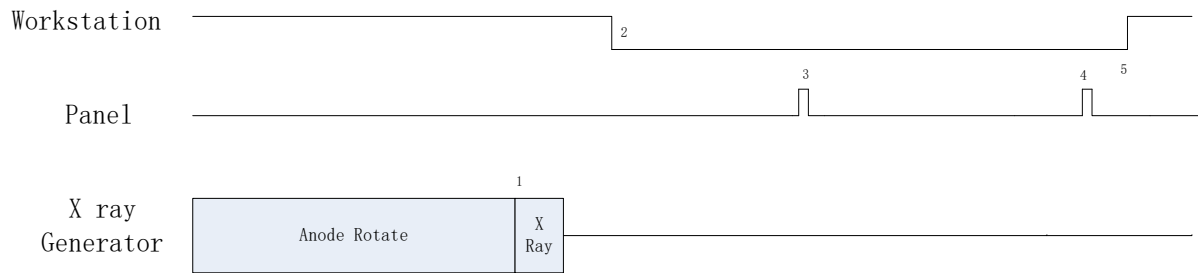 Workstation
2
3
4
5
Panel
1
X ray
Generator
Anode Rotate
X
Ray